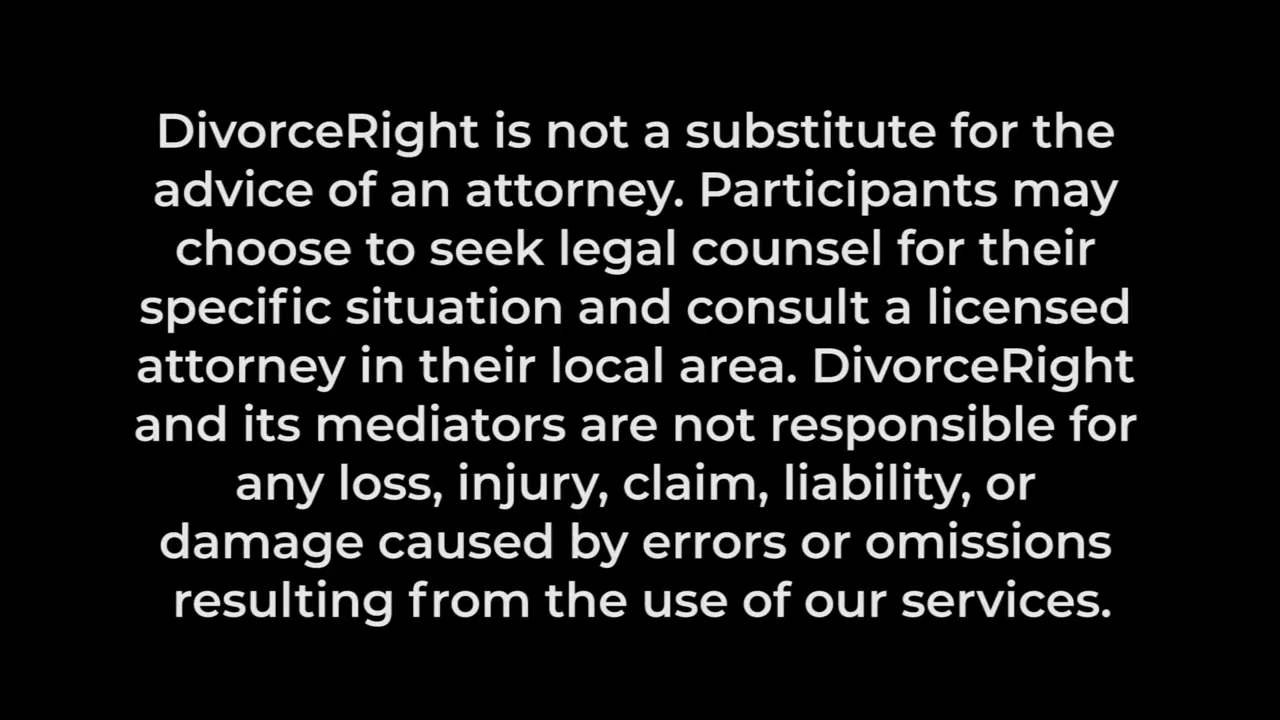 DivorceRight is not a substitute for the
advice of an attorney. Participants may
choose to seek legal counsel for their
specific situation and consult a licensed
attorney in their local area. DivorceRight
and its mediators are not responsible for
any loss, injury, claim, liability, or
damage caused by errors or omissions
resulting from the use of our services.